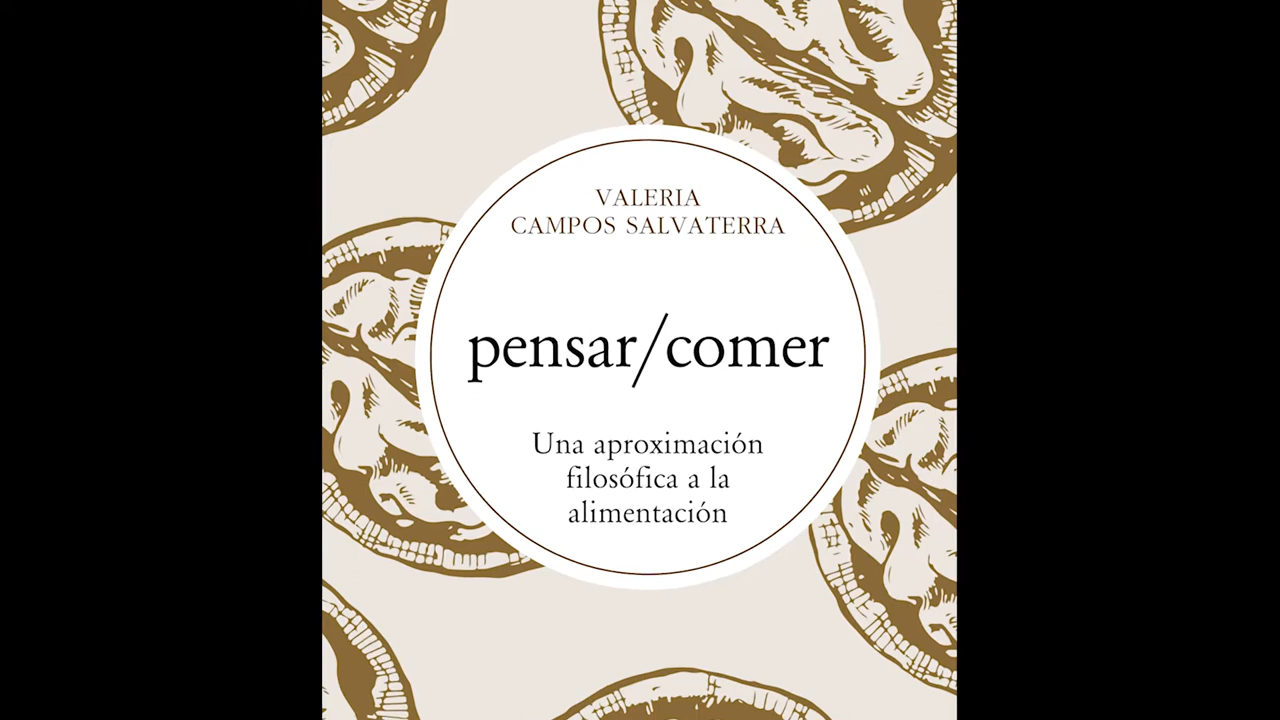 VALERIA
CAMPOS SALVATERRA
pensar/comer
Una aproximación
filosófica a la
alimentación